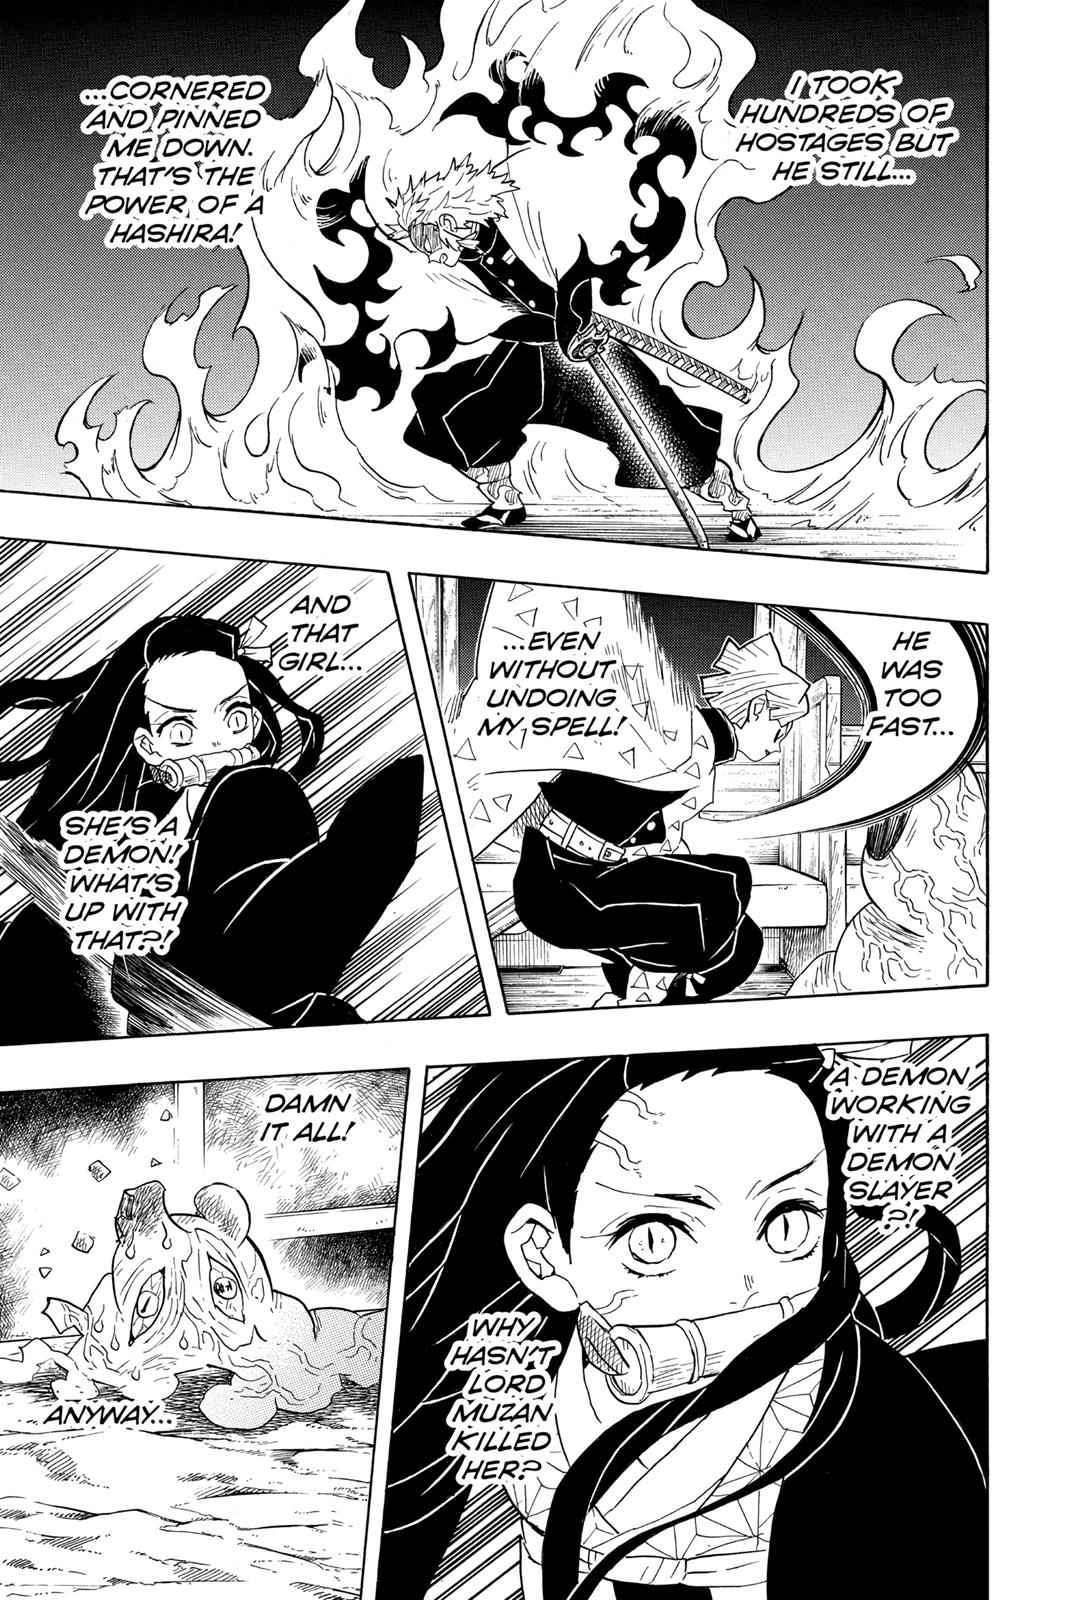 I TOOK
HUNDREDS OF
HOSTAGES BUT
HE STILL...
...CORNERED
AND PINNED
ME DOWN.
THAT'S THE
POWER OF A
HASHIRA!
HE
WAS
TOO
FAST...
...EVEN
WITHOUT
UNDOING
MY SPELL!
AND
THAT
GIRL...
SHE'S A
DEMON!
WHAT'S
UP WITH
THAT?!
A DEMON
WORKING
WITH A
DEMON
SLAYER
?!
WHY
HASN'T
LORD
MUZAN
KILLED
HER?
DAMN
IT ALL!
ANYWAY...